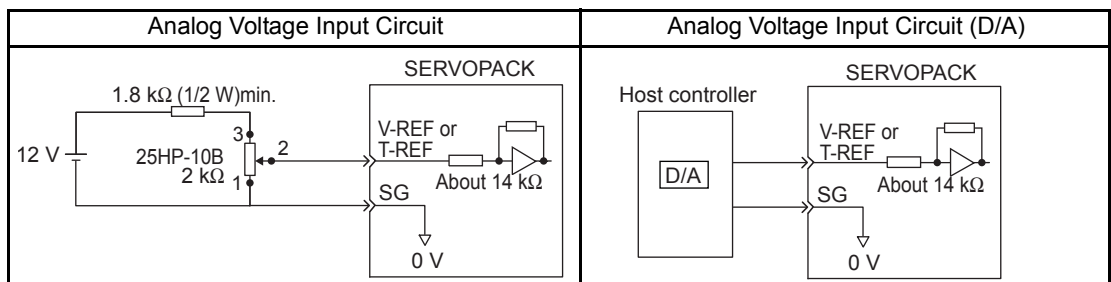 Analog Voltage Input Circuit
Analog Voltage Input Circuit (D/A)
SERVOPACK
1.8 kΩ (1/2 W)min.
V-REF or
T-REF
3
2
12 V
25HP-10B
2 kΩ
1
About 14 kΩ
SG
0 V
SERVOPACK
Host controller
V-REF or
T-REF
D/A
About 14 kΩ
SG
0 V